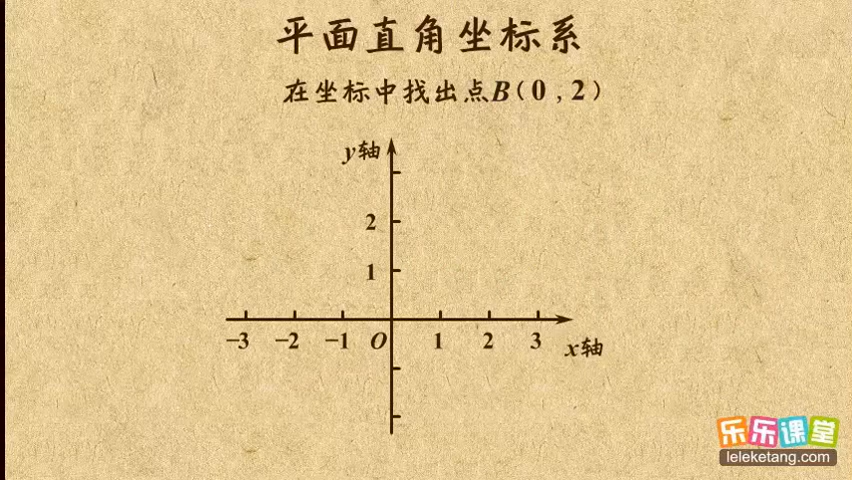 平面直角坐标系
在坐标中找出点B(0,2)
y轴
2
1
-3 -2 -1 O 1 2 3 x轴
乐乐课堂
leleketang.com